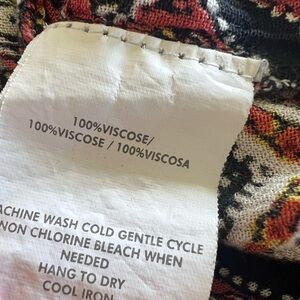 100%VISCOSE/
100%VISCOSE / 100%VISCOSA
ACHINE WASH COLD GENTLE CYCLE
NON CHLORINE BLEACH WHEN
NEEDED
HANG TO DRY
COOL IRON